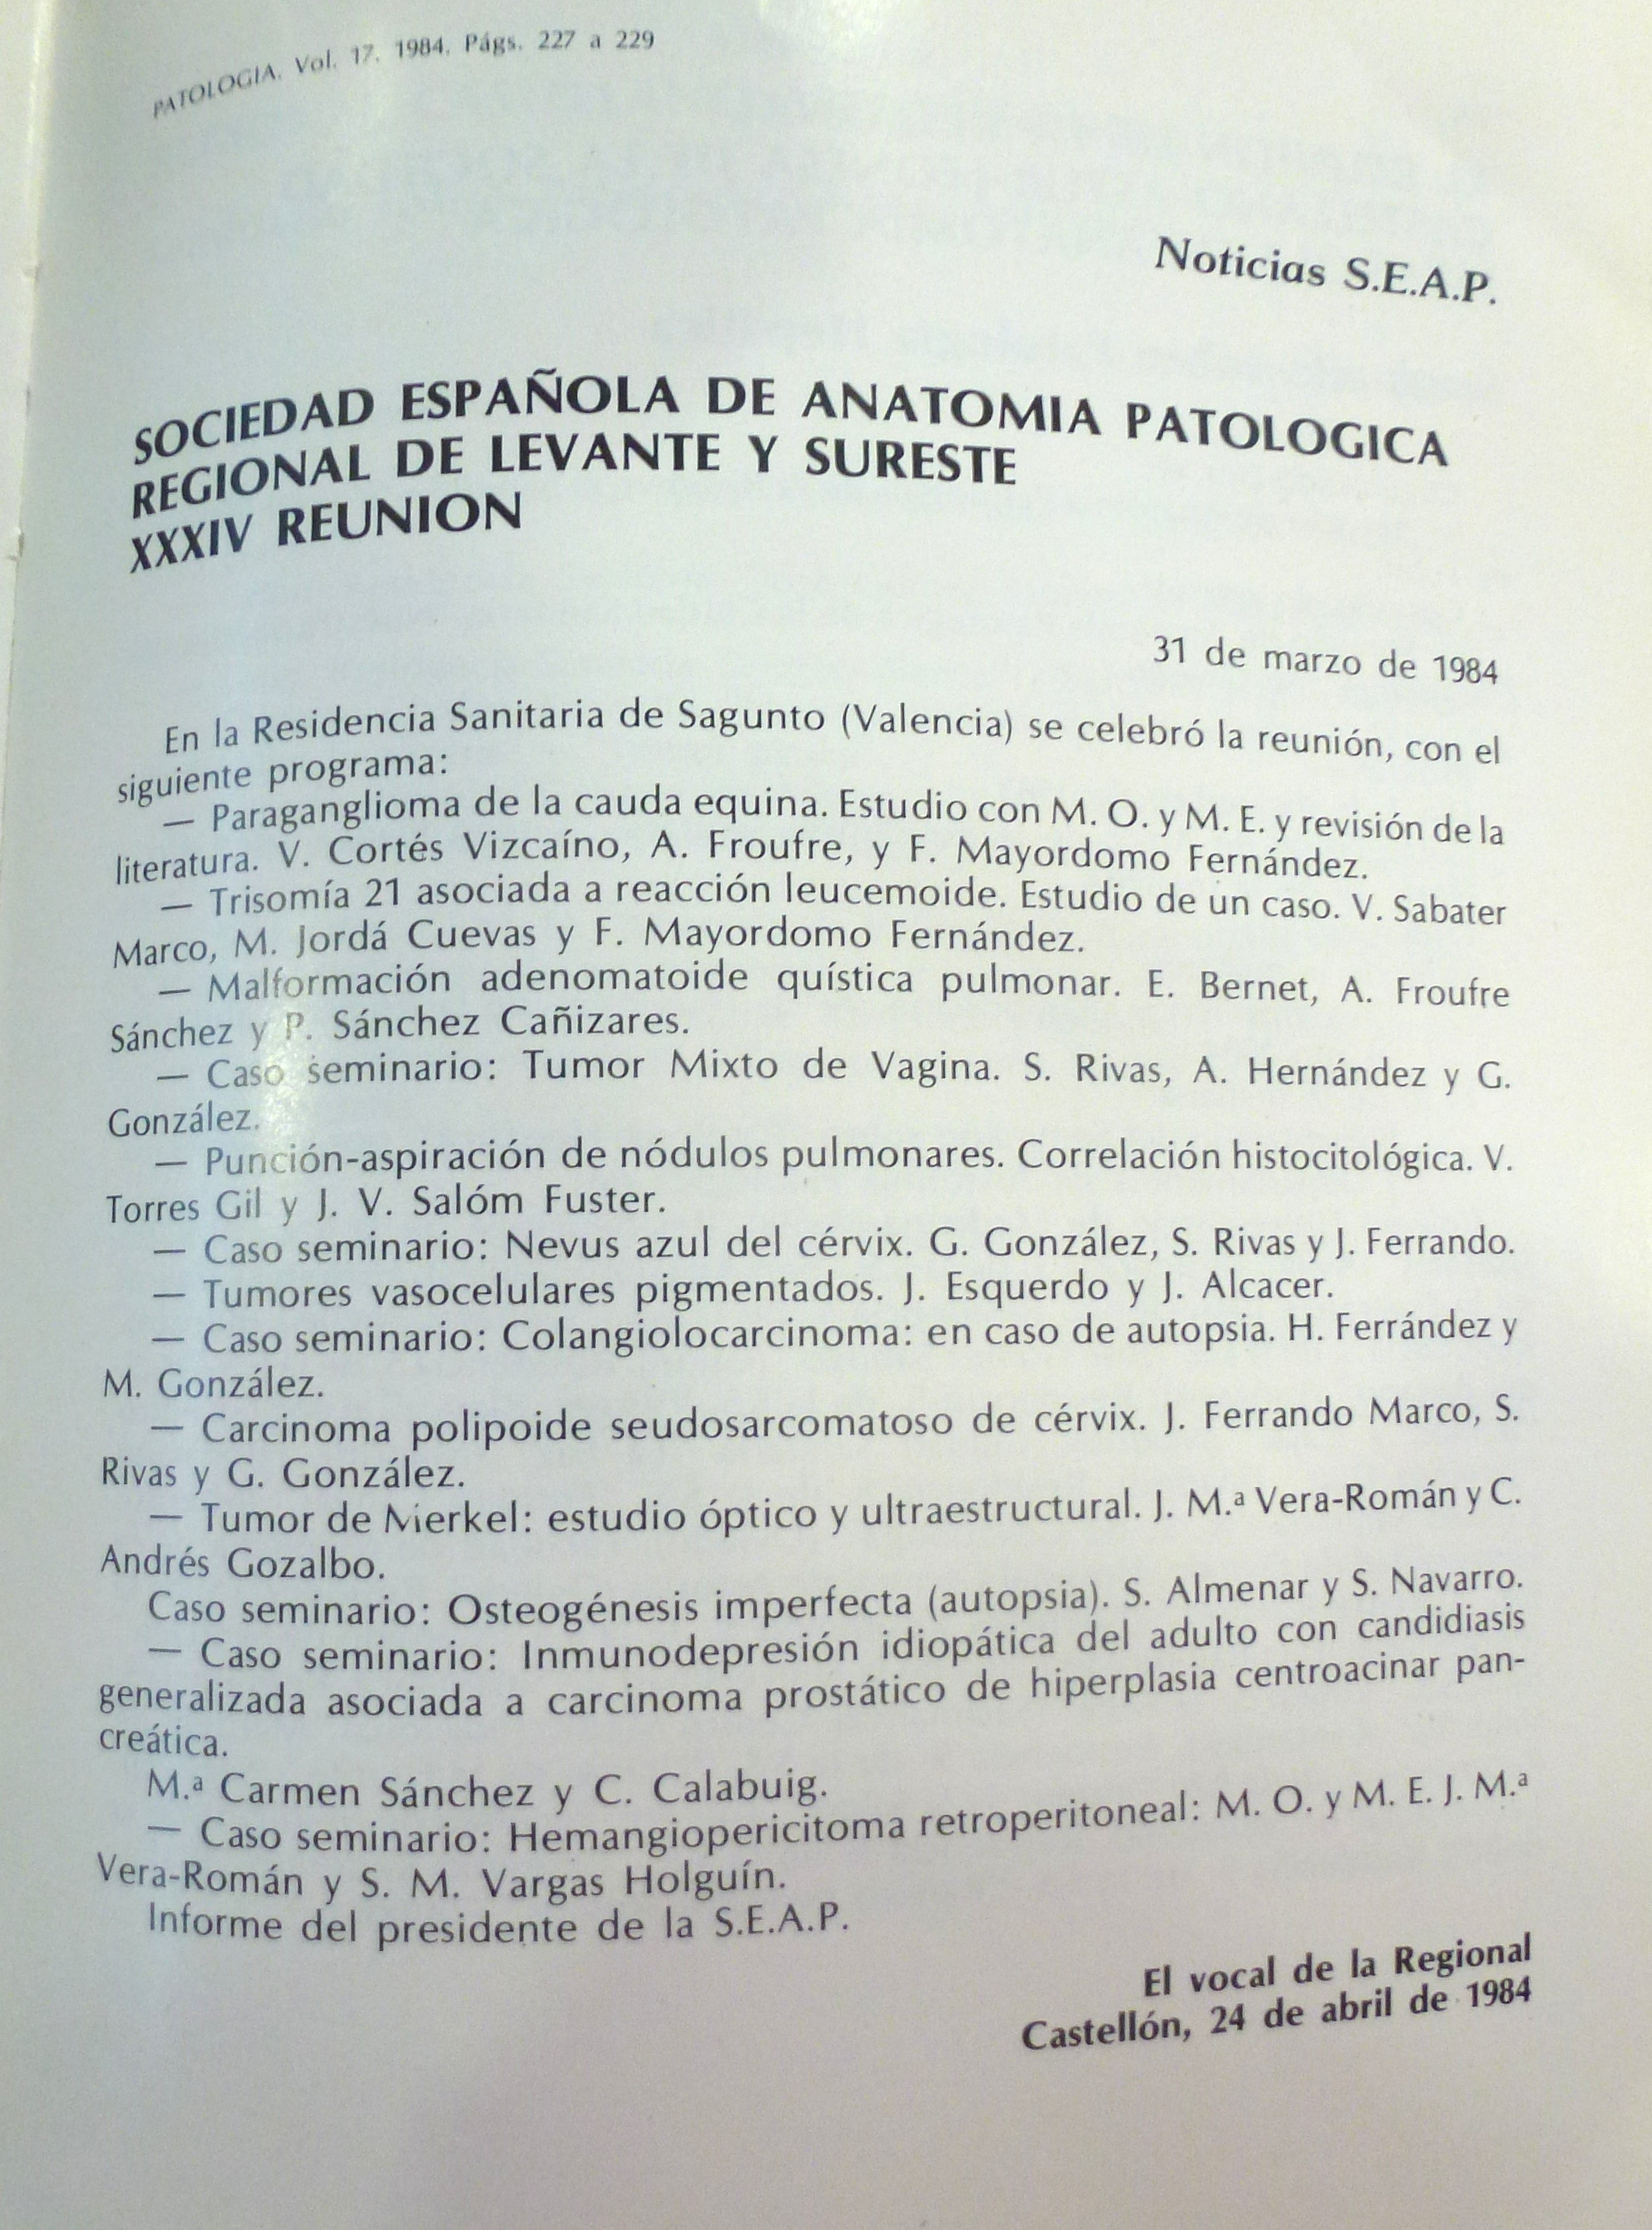 PATOLOGIA. Vol. 17. 1984. Págs. 227 a 229
Noticias S.E.A.P.
SOCIEDAD ESPAÑOLA DE ANATOMIA PATOLOGICA
REGIONAL DE LEVANTE Y SURESTE
XXXIV REUNION
31 de marzo de 1984
En la Residencia Sanitaria de Sagunto (Valencia) se celebró la reunión, con el
siguiente programa:
— Paraganglioma de la cauda equina. Estudio con M. O. y M. E. y revisión de la
literatura. V. Cortés Vizcaíno, A. Froufre, y F. Mayordomo Fernández.
— Trisomía 21 asociada a reacción leucemoide. Estudio de un caso. V. Sabater
Marco, M. Jordá Cuevas y F. Mayordomo Fernández.
— Malformación adenomatoide quística pulmonar. E. Bernet, A. Froufre
Sánchez y P. Sánchez Cañizares.
— Caso seminario: Tumor Mixto de Vagina. S. Rivas, A. Hernández y G.
González.
— Punción-aspiración de nódulos pulmonares. Correlación histocitológica. V.
Torres Gil y J. V. Salóm Fuster.
— Caso seminario: Nevus azul del cérvix. G. González, S. Rivas y J. Ferrando.
— Tumores vasocelulares pigmentados. J. Esquerdo y J. Alcacer.
— Caso seminario: Colangiolocarcinoma: en caso de autopsia. H. Ferrández y
M. González.
— Carcinoma polipoide seudosarcomatoso de cérvix. J. Ferrando Marco, S.
Rivas y G. González.
— Tumor de Merkel: estudio óptico y ultraestructural. J. M.ª Vera-Román y C.
Andrés Gozalbo.
Caso seminario: Osteogénesis imperfecta (autopsia). S. Almenar y S. Navarro.
— Caso seminario: Inmunodepresión idiopática del adulto con candidiasis
generalizada asociada a carcinoma prostático de hiperplasia centroacinar pan-
creática.
M.ª Carmen Sánchez y C. Calabuig.
— Caso seminario: Hemangiopericitoma retroperitoneal: M. O. y M. E. J. M.ª
Vera-Román y S. M. Vargas Holguín.
Informe del presidente de la S.E.A.P.
El vocal de la Regional
Castellón, 24 de abril de 1984